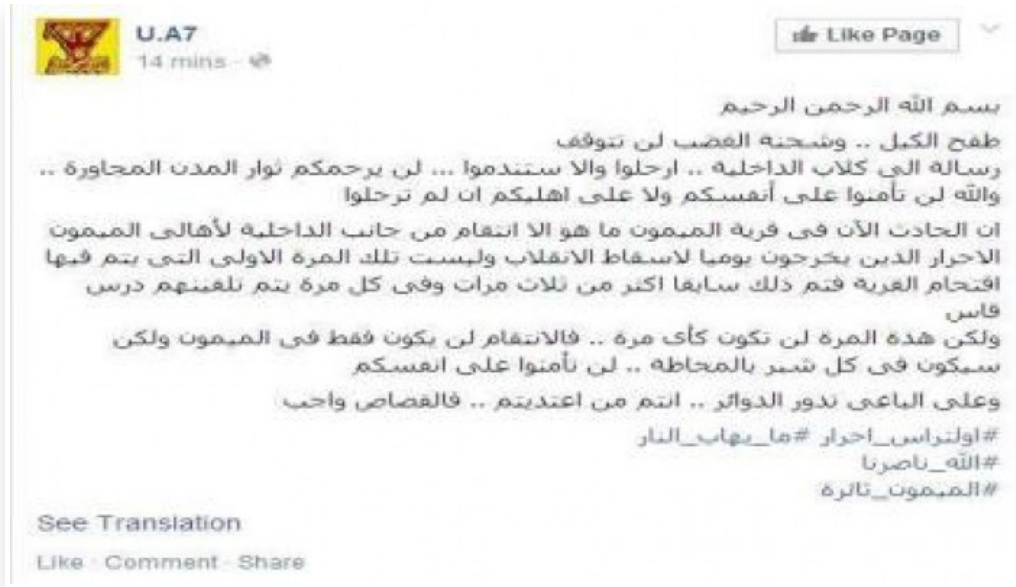 U.A7
Like Page
14 mins
بسم الله الرحمن الرحيم
طفح الكيل .. وشحنة الغضب لن تتوقف
رسالة الى كلاب الداخلية .. ارحلوا والا ستندموا ... لن يرحمكم ثوار المدن المجاورة ..
والله لن تأمنوا على أنفسكم ولا على اهليكم ان لم ترحلوا
ان الحادث الآن فى قرية الميمون ما هو الا انتقام من جانب الداخلية لأهالى الميمون
الاحرار الذين يخرجون يوميا لاسقاط الانقلاب وليست تلك المرة الاولى التى يتم فيها
اقتحام القرية فتم ذلك سابقا اكثر من ثلاث مرات وفى كل مرة يتم تلقينهم درس
قاس
ولكن هذة المرة لن تكون كأى مرة .. فالانتقام لن يكون فقط فى الميمون ولكن
سيكون فى كل شبر بالمحاظة .. لن تأمنوا على انفسكم
وعلى الباغى تدور الدوائر .. انتم من اعتديتم .. فالقصاص واجب
#اولتراس_احرار #ما_يهاب_النار
#الله_ناصرنا
#الميمون_ثائرة
See Translation
Like · Comment · Share